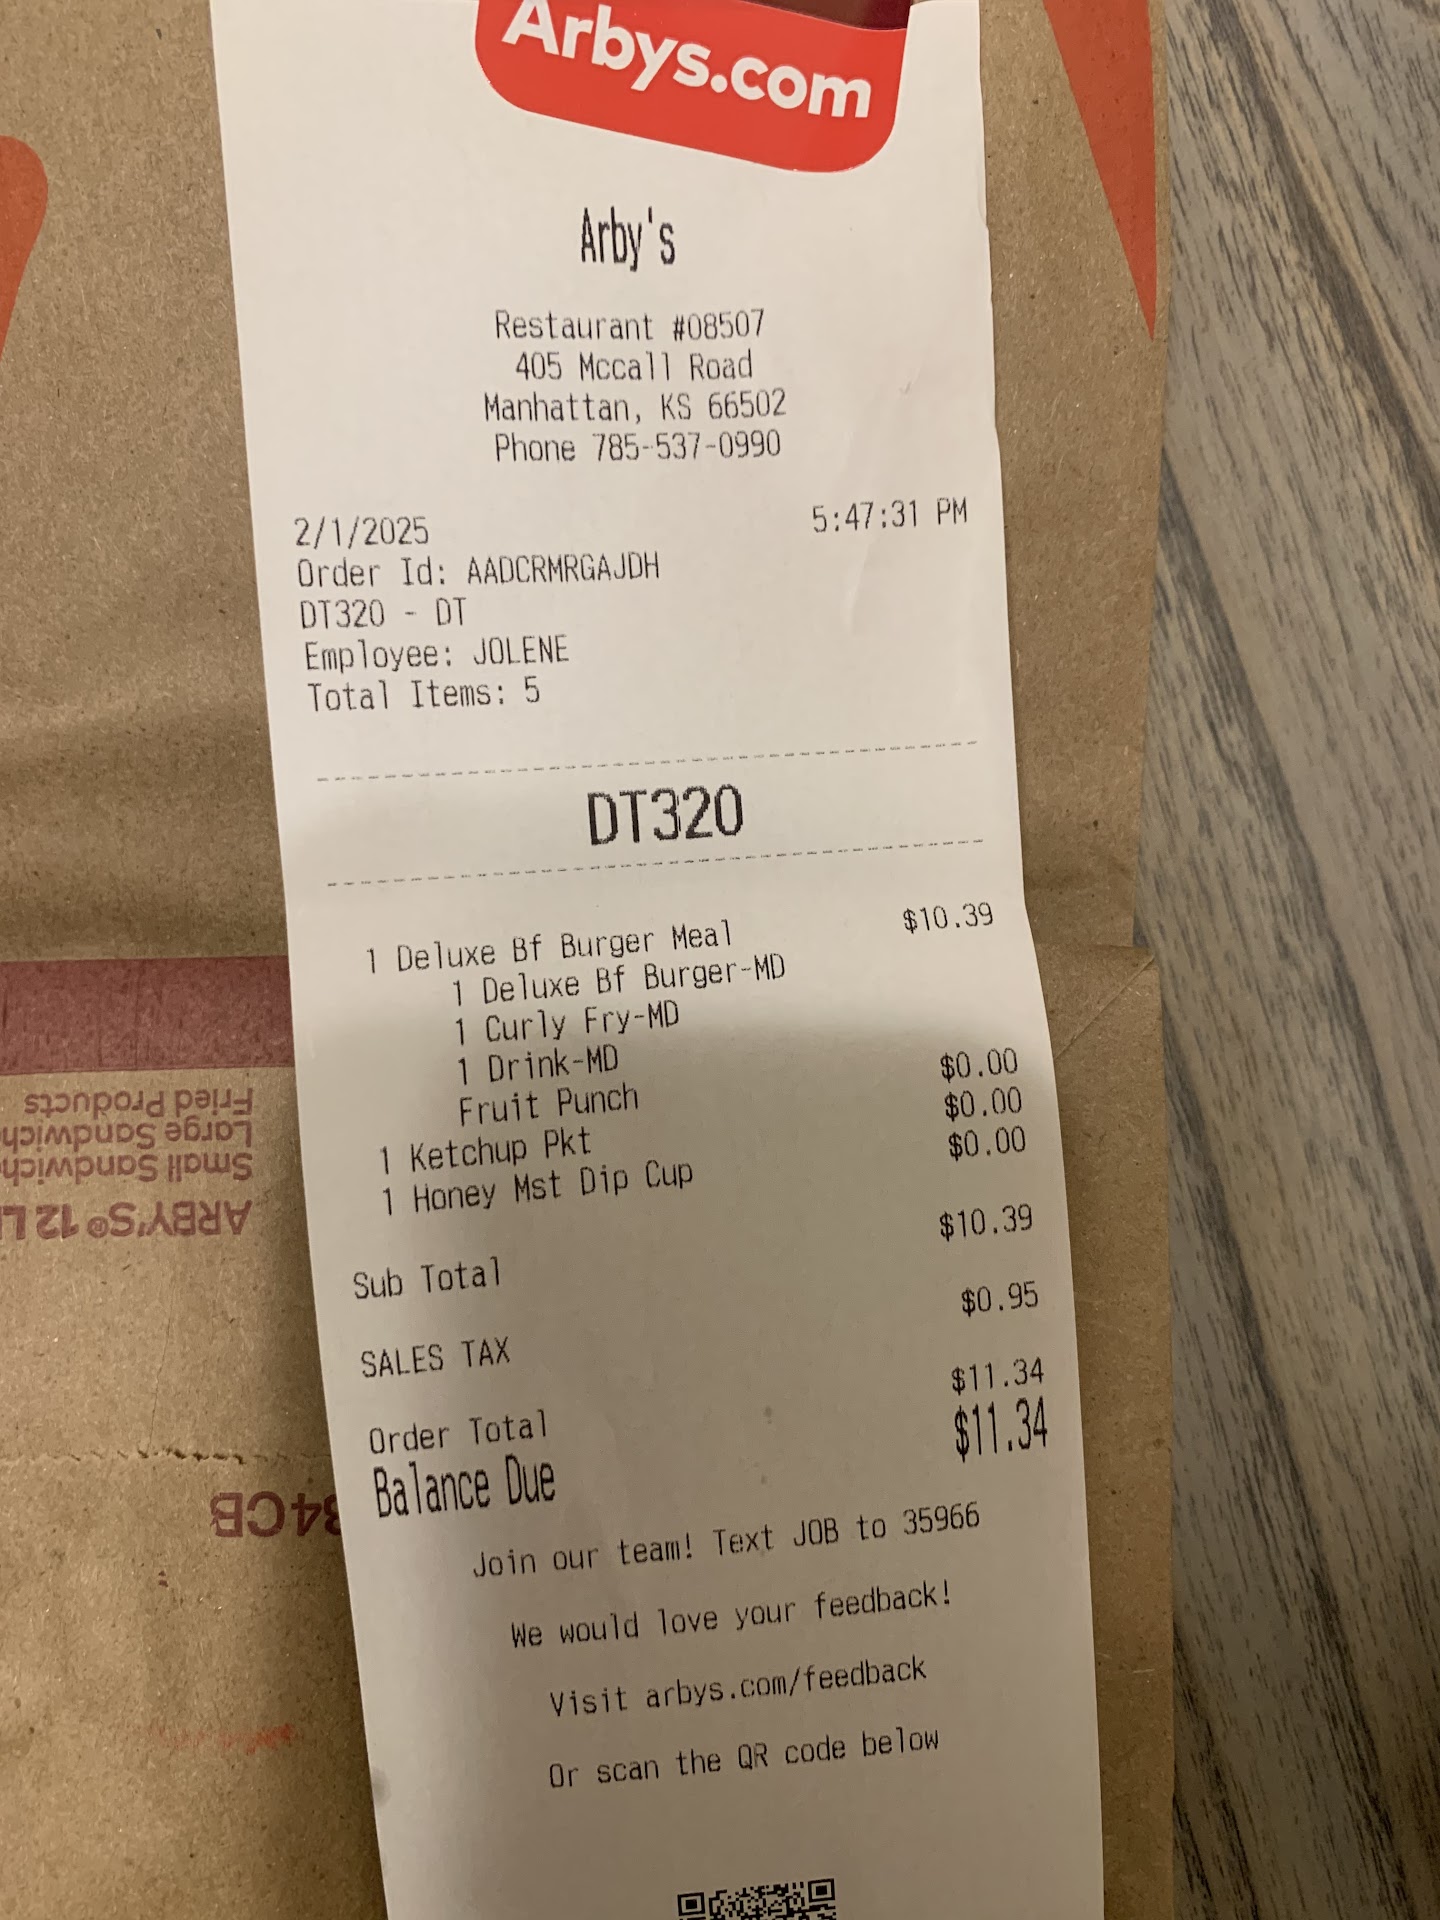 Arbys.com
Arby's
Restaurant #08507
405 Mccall Road
Manhattan, KS 66502
Phone 785-537-0990
2/1/2025 5:47:31 PM
Order Id: AADCRMRGAJDH
DT320 - DT
Employee: JOLENE
Total Items: 5
DT320
1 Deluxe Bf Burger Meal $10.39
1 Deluxe Bf Burger-MD
1 Curly Fry-MD
1 Drink-MD
Fruit Punch $0.00
1 Ketchup Pkt $0.00
1 Honey Mst Dip Cup $0.00
Sub Total $10.39
SALES TAX $0.95
Order Total $11.34
Balance Due $11.34
Join our team! Text JOB to 35966
We would love your feedback!
Visit arbys.com/feedback
Or scan the QR code below
34CB
ARBY'S® 12 L
Small Sandwich
Large Sandwich
Fried Products